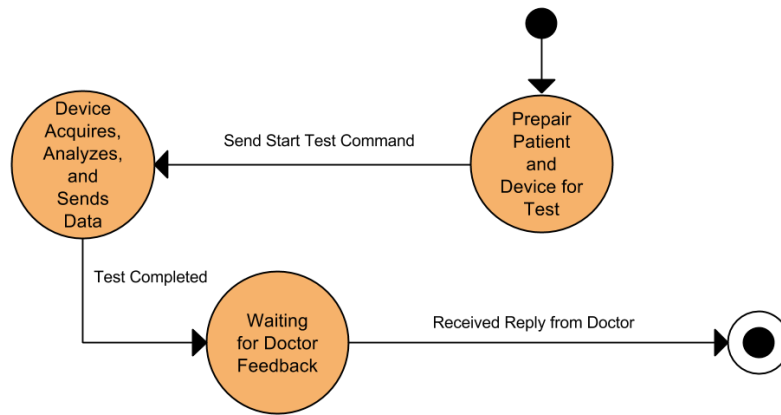 Device
Acquires,
Analyzes,
and
Sends
Data
Send Start Test Command
Prepair
Patient
and
Device for
Test
Test Completed
Waiting
for Doctor
Feedback
Received Reply from Doctor